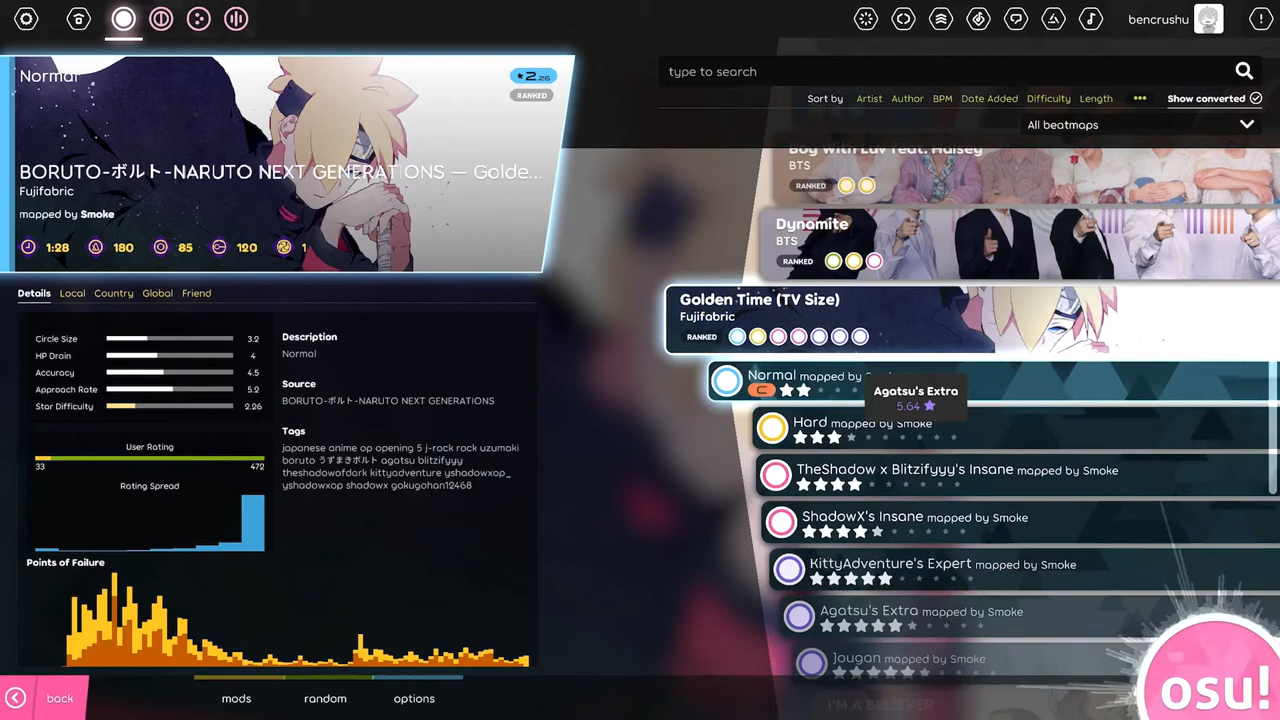 bencrushu
Normal
2.26
RANKED
BORUTO-ボルト-NARUTO NEXT GENERATIONS — Golde...
Fujifabric
mapped by Smoke
1:28
180
85
120
1
Details
Local
Country
Global
Friend
Circle Size
3.2
HP Drain
4
Accuracy
4.5
Approach Rate
5.2
Star Difficulty
2.26
User Rating
33
472
Rating Spread
Points of Failure
Description
Normal
Source
BORUTO-ボルト-NARUTO NEXT GENERATIONS
Tags
japanese anime op opening 5 j-rock rock uzumaki
boruto うずまきボルト agatsu blitzifyyy
theshadowofdark kittyadventure yshadowxop_
yshadowxop shadowx gokugohan12468
type to search
Sort by
Artist
Author
BPM
Date Added
Difficulty
Length
•••
Show converted
All beatmaps
Boy With Luv feat. Halsey
BTS
RANKED
Dynamite
BTS
RANKED
Golden Time (TV Size)
Fujifabric
RANKED
Normal mapped by
Agatsu's Extra
5.64
Hard mapped by Smoke
TheShadow x Blitzifyyy's Insane mapped by Smoke
ShadowX's Insane mapped by Smoke
KittyAdventure's Expert mapped by Smoke
Agatsu's Extra mapped by Smoke
Jougan mapped by Smoke
I'M A BELIEVER
back
mods
random
options
osu!